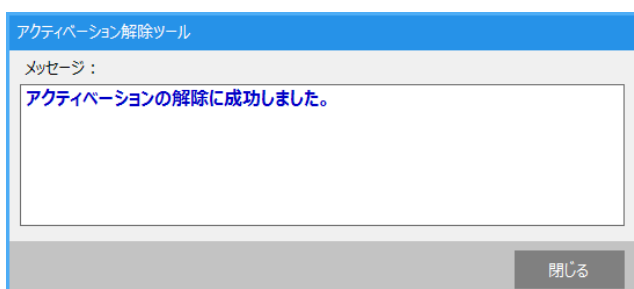 アクティベーション解除ツール
メッセージ：
アクティベーションの解除に成功しました。
閉じる